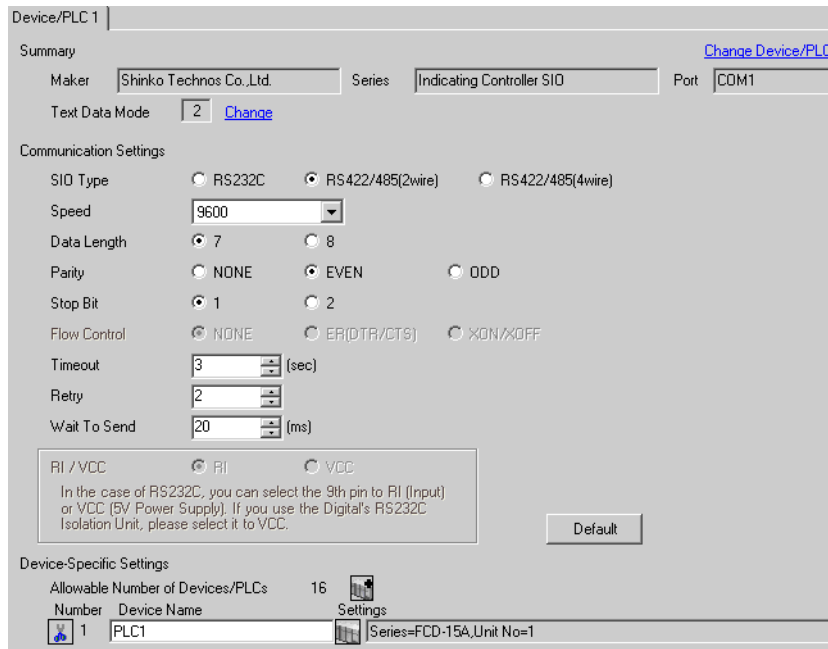 Device/PLC 1
Summary Change Device/PLC
Maker Shinko Technos Co.,Ltd. Series Indicating Controller SIO Port COM1
Text Data Mode 2 Change
Communication Settings
SIO Type RS232C RS422/485(2wire) RS422/485(4wire)
Speed 9600
Data Length 7 8
Parity NONE EVEN ODD
Stop Bit 1 2
Flow Control NONE ER(DTR/CTS) XON/XOFF
Timeout 3 (sec)
Retry 2
Wait To Send 20 (ms)
RI / VCC RI VCC
In the case of RS232C, you can select the 9th pin to RI (Input)
or VCC (5V Power Supply). If you use the Digital's RS232C
Isolation Unit, please select it to VCC.
Default
Device-Specific Settings
Allowable Number of Devices/PLCs 16
Number Device Name Settings
1 PLC1 Series=FCD-15A,Unit No=1